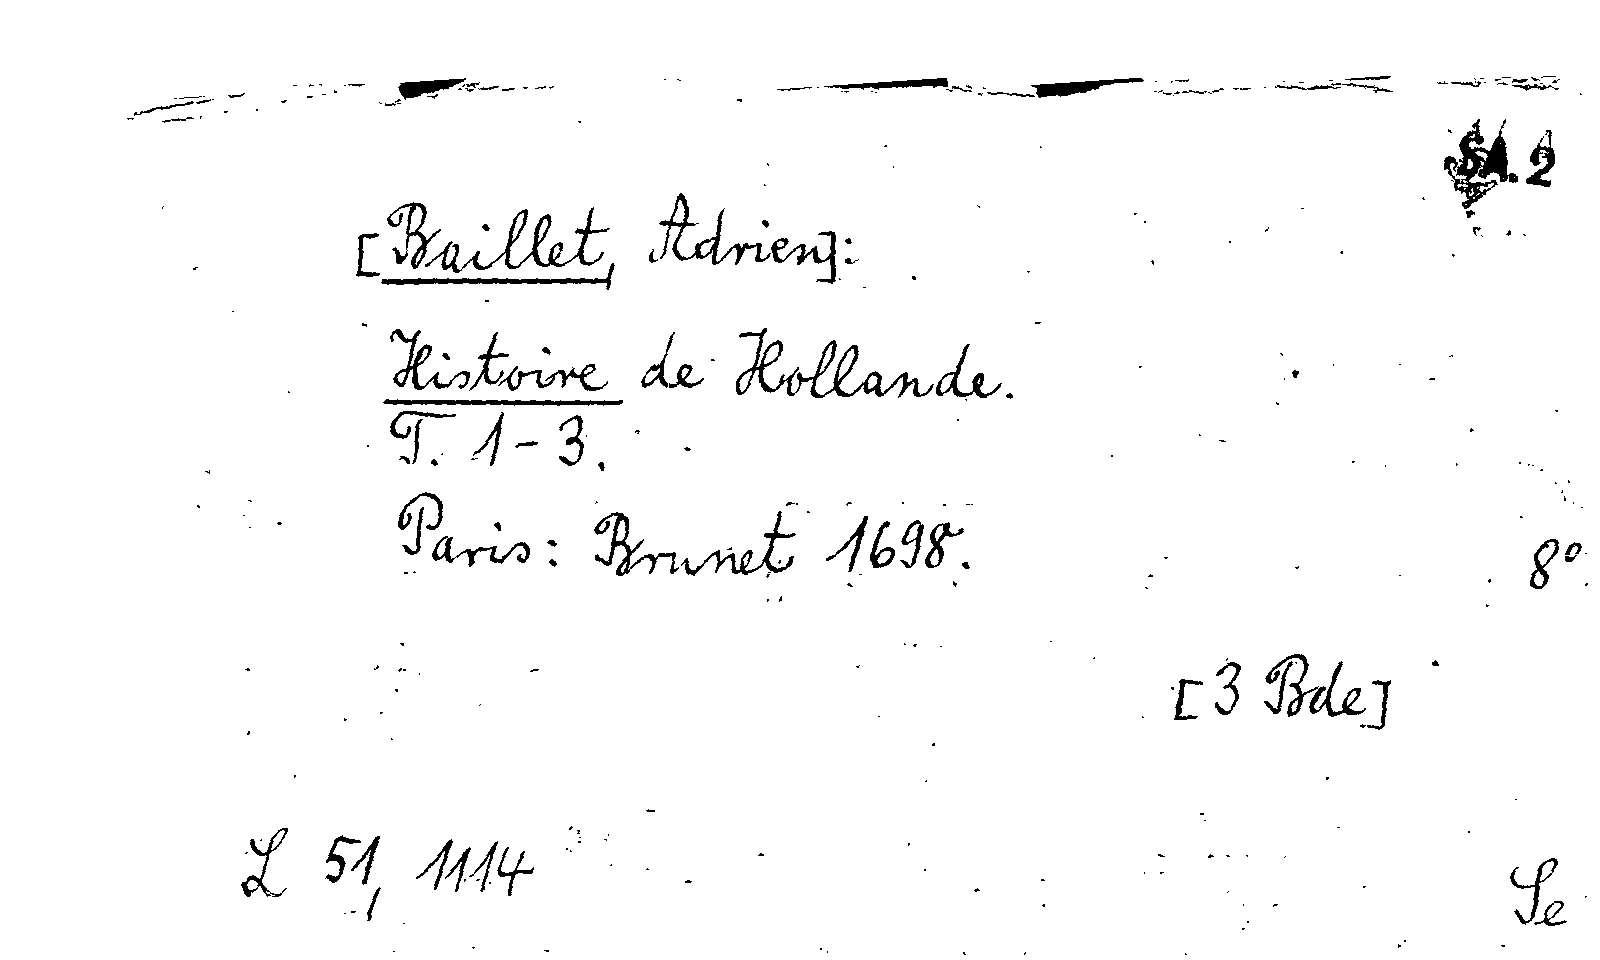 SA. 2
[Baillet, Adrien]:
Histoire de Hollande.
T. 1-3.
Paris: Brunet 1698.
8°
[3 Bde]
L 51, 1114
Se